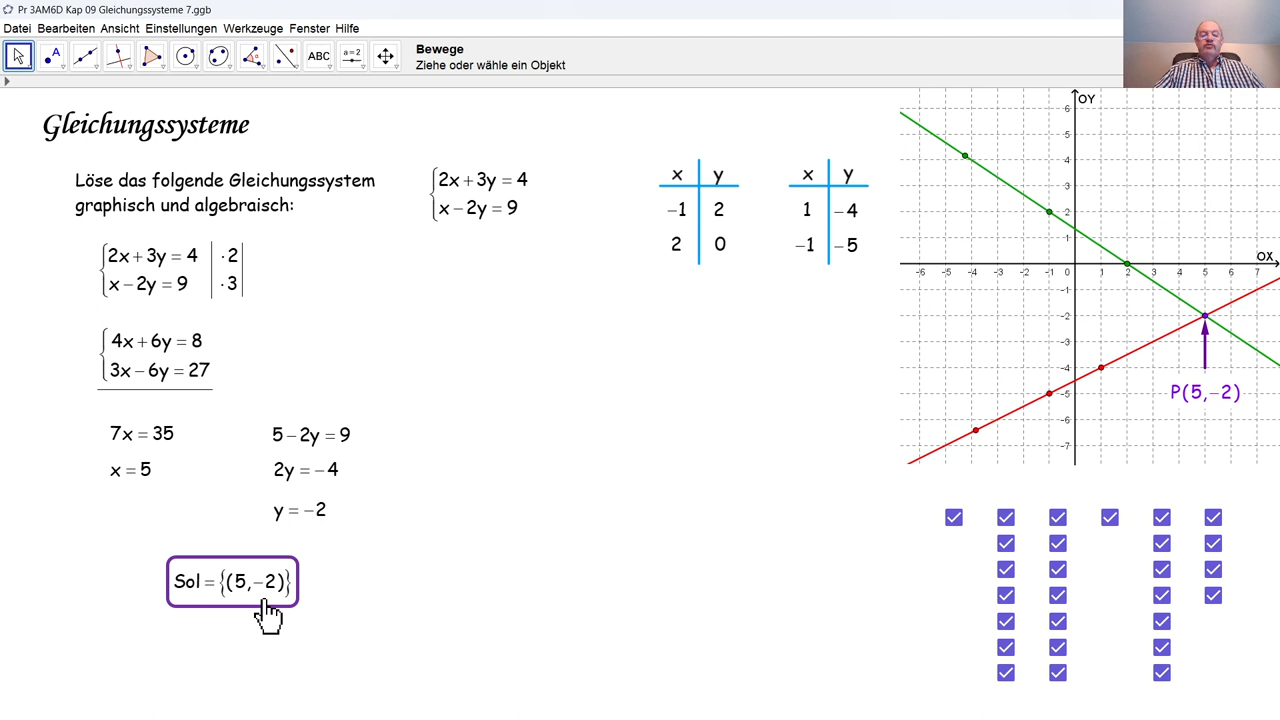 Pr 3AM6D Kap 09 Gleichungssysteme 7.ggb
Datei Bearbeiten Ansicht Einstellungen Werkzeuge Fenster Hilfe
A
ABC
a=2
Bewege
Ziehe oder wähle ein Objekt
Gleichungssysteme
Löse das folgende Gleichungssystem
graphisch und algebraisch:
2x+3y = 4
x−2y = 9
2x+3y = 4 | ·2
x−2y = 9 | ·3
4x+6y = 8
3x−6y = 27
7x = 35
x = 5
5−2y = 9
2y = −4
y = −2
Sol = {(5,−2)}
x y
−1 2
2 0
x y
1 −4
−1 −5
OY
6
5
4
3
2
1
OX
-6 -5 -4 -3 -2 -1 0 1 2 3 4 5 6 7
-1
-2
-3
-4
-5
-6
-7
P(5,−2)